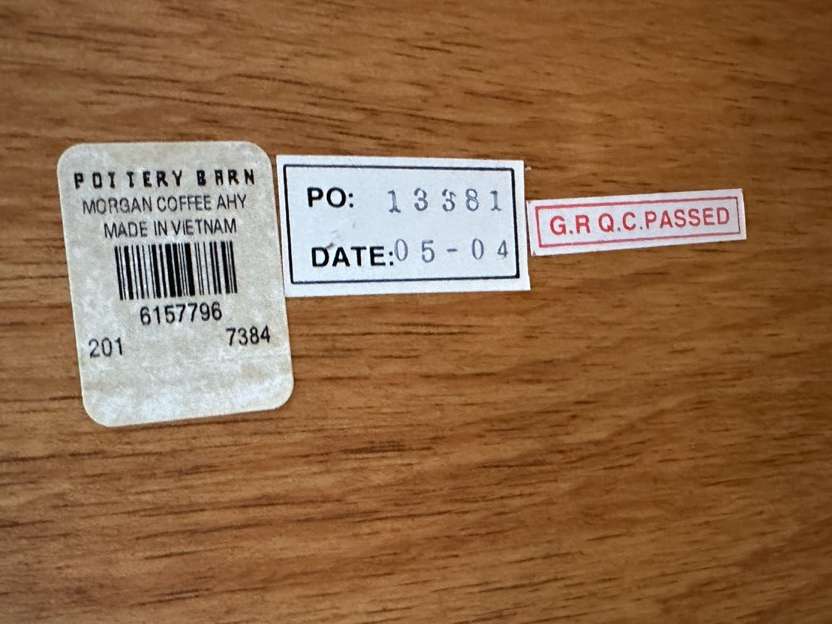 POTTERY BARN
MORGAN COFFEE AHY
MADE IN VIETNAM
6157796
201 7384
PO: 13381
DATE: 05-04
G.R Q.C.PASSED